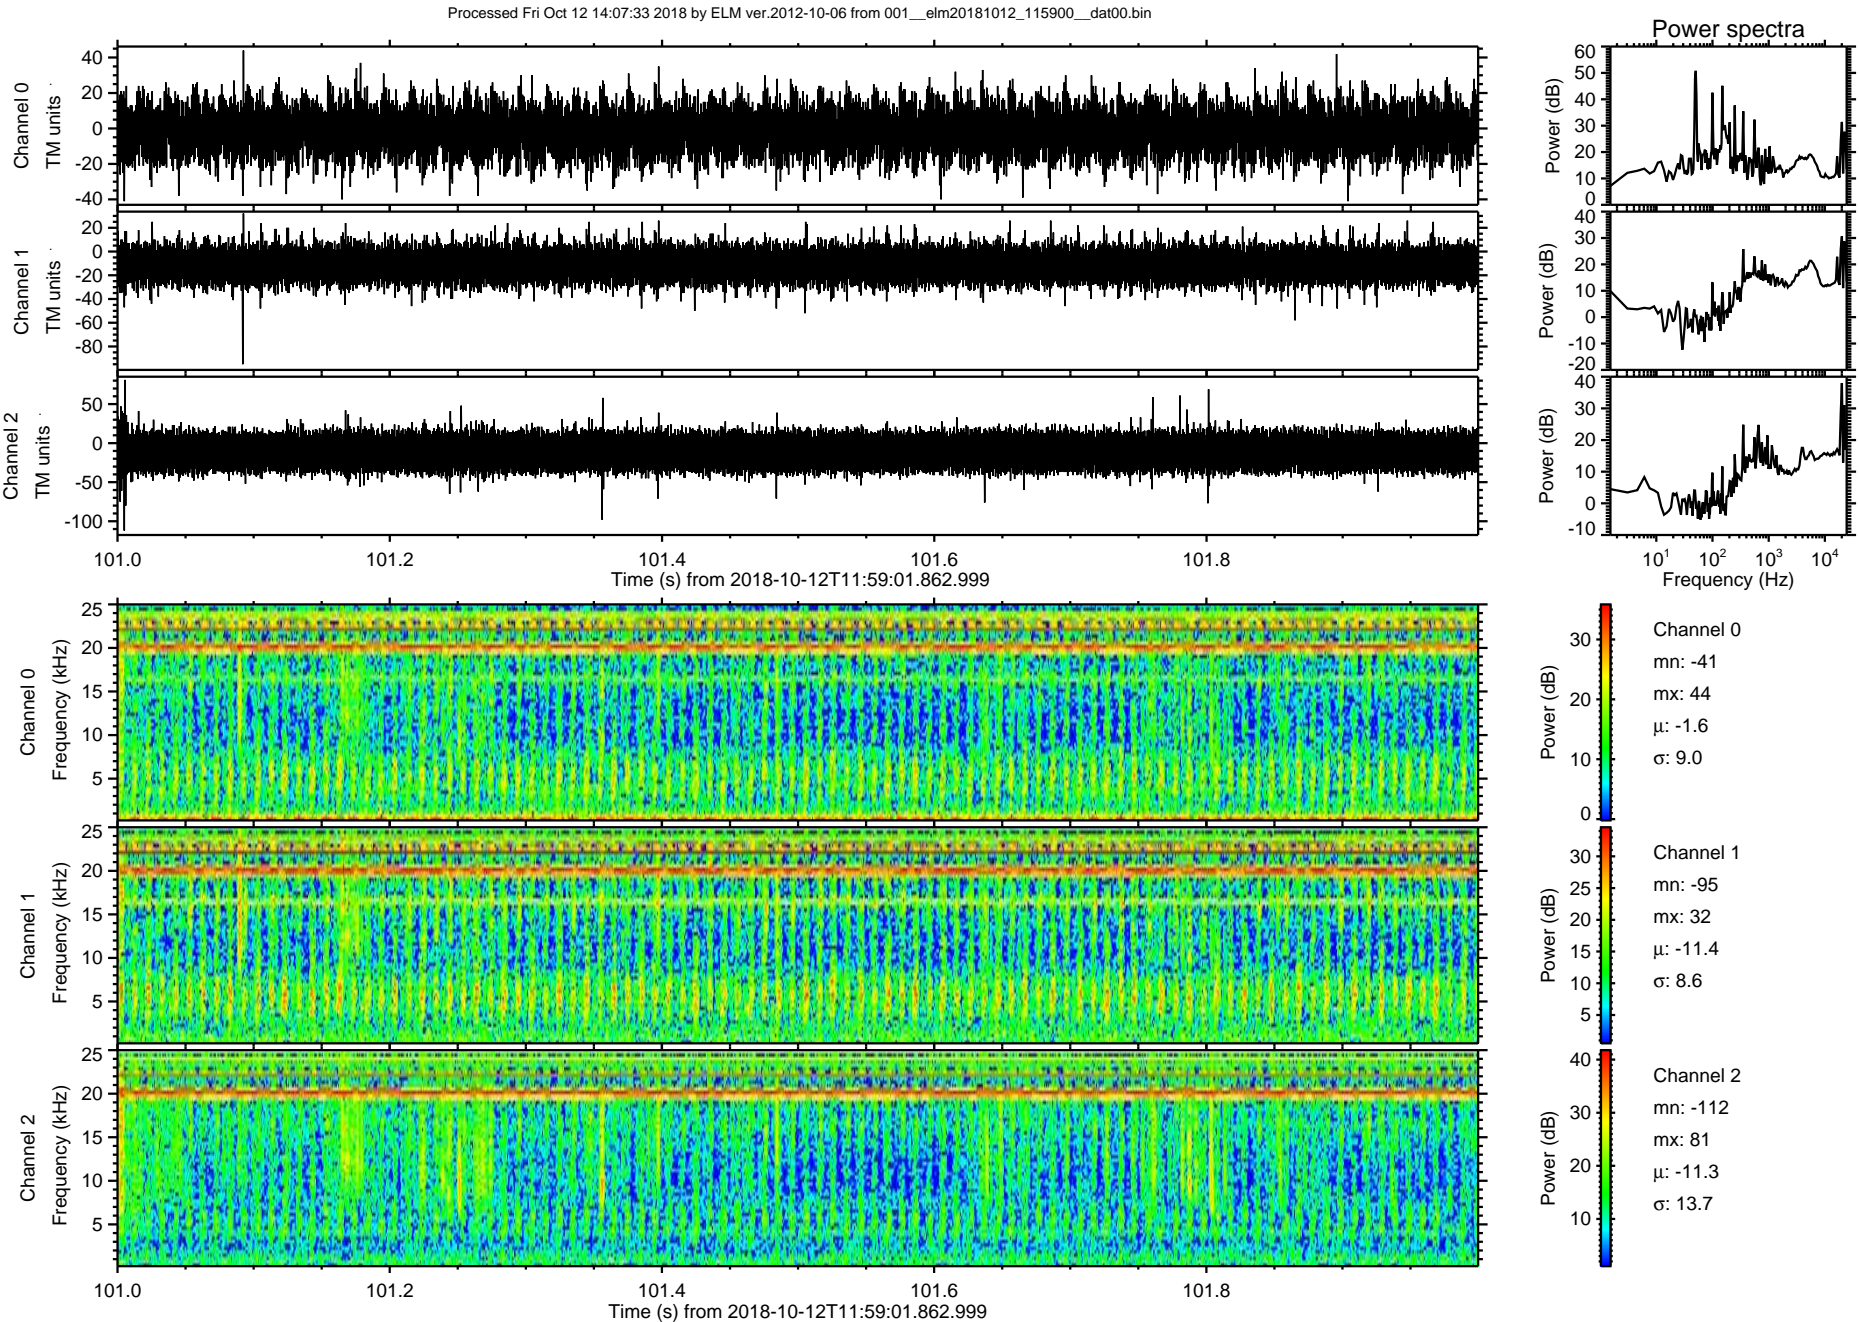 Processed Fri Oct 12 14:07:33 2018 by ELM ver.2012-10-06 from 001__elm20181012_115900__dat00.bin
Power spectra
Channel 0
TM units
40
20
0
-20
-40
Power (dB)
60
50
40
30
20
10
0
Channel 1
TM units
20
0
-20
-40
-60
-80
Power (dB)
40
30
20
10
0
-10
-20
Channel 2
TM units
50
0
-50
-100
Power (dB)
40
30
20
10
0
-10
101.0 101.2 101.4 101.6 101.8
Time (s) from 2018-10-12T11:59:01.862.999
10^1 10^2 10^3 10^4
Frequency (Hz)
Channel 0
Frequency (kHz)
25
20
15
10
5
Power (dB)
30
20
10
0
Channel 0
mn: -41
mx: 44
μ: -1.6
σ: 9.0
Channel 1
Frequency (kHz)
25
20
15
10
5
Power (dB)
30
25
20
15
10
5
Channel 1
mn: -95
mx: 32
μ: -11.4
σ: 8.6
Channel 2
Frequency (kHz)
25
20
15
10
5
Power (dB)
40
30
20
10
Channel 2
mn: -112
mx: 81
μ: -11.3
σ: 13.7
101.0 101.2 101.4 101.6 101.8
Time (s) from 2018-10-12T11:59:01.862.999